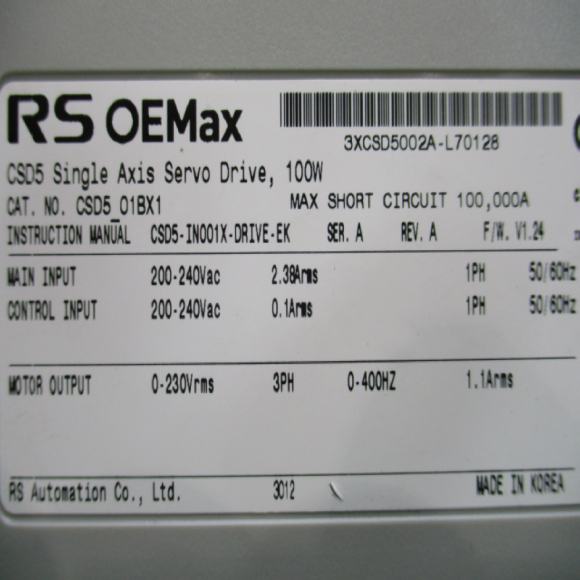 RS OEMax
3XCSD5002A-L70128
CSD5 Single Axis Servo Drive, 100W
CAT. NO. CSD5_01BX1 MAX SHORT CIRCUIT 100,000A
INSTRUCTION MANUAL CSD5-IN001X-DRIVE-EK SER. A REV. A F/W. V1.24
MAIN INPUT 200-240Vac 2.38Arms 1PH 50/60Hz
CONTROL INPUT 200-240Vac 0.1Arms 1PH 50/60Hz
MOTOR OUTPUT 0-230Vrms 3PH 0-400HZ 1.1Arms
RS Automation Co., Ltd. 3012 MADE IN KOREA